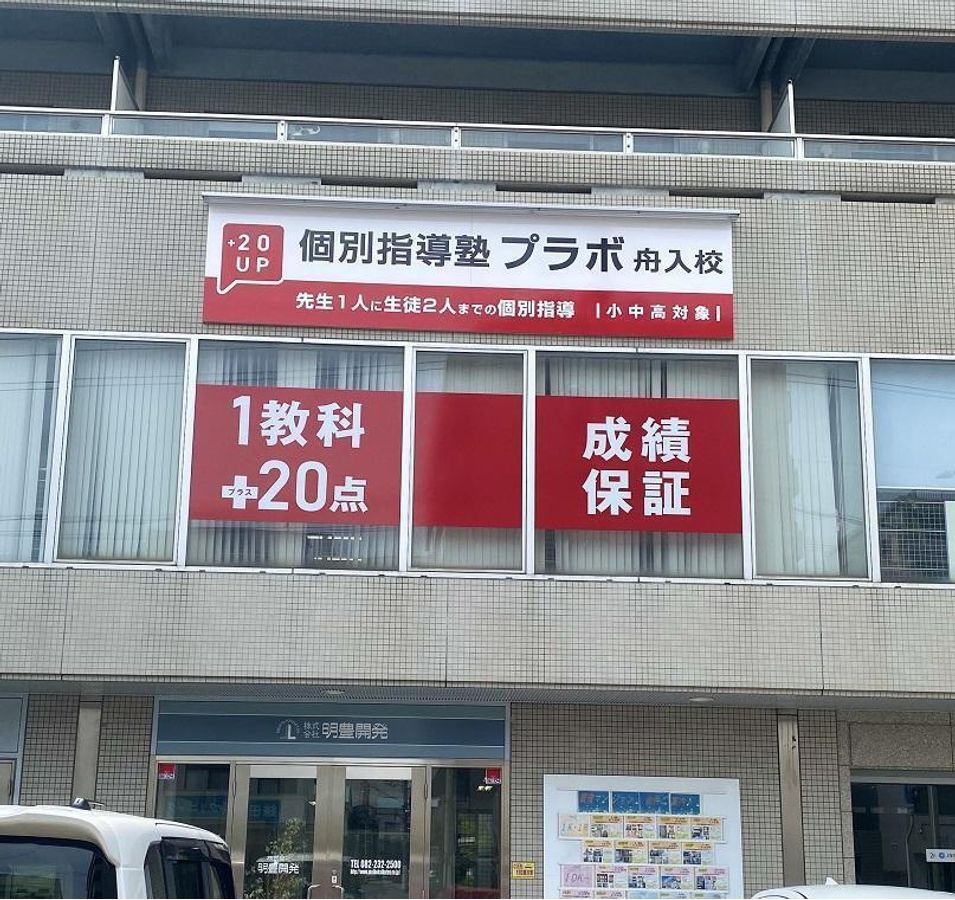 +20
UP
個別指導塾 プラボ 舟入校
先生1人に生徒2人までの個別指導 |小中高対象|
1教科
プラス
+20点
成績
保証
株式会社 明豊開発
TEL 082-232-2500
明豊開発